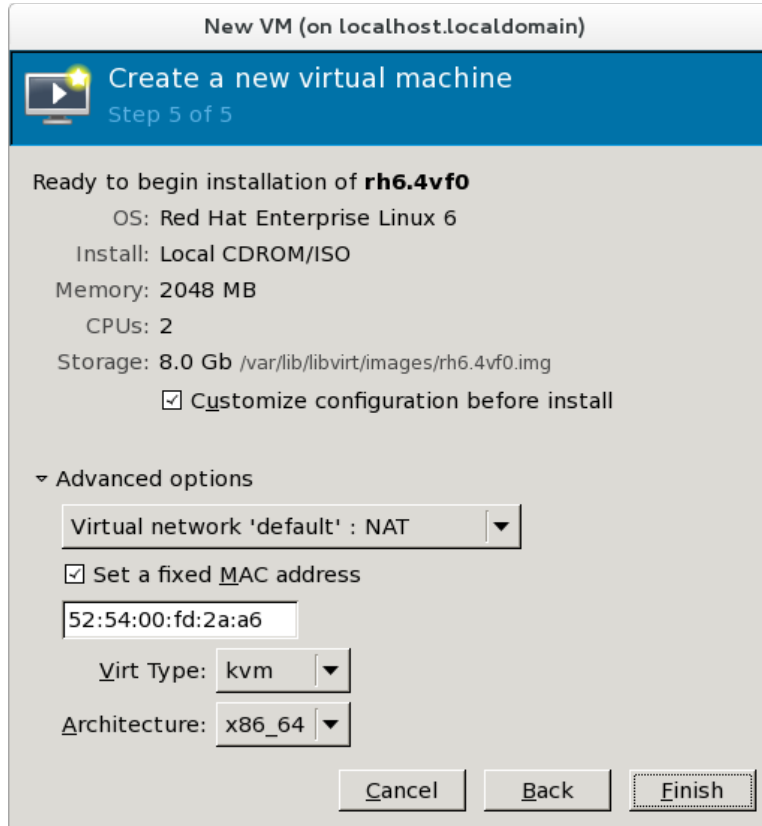 New VM (on localhost.localdomain)
Create a new virtual machine
Step 5 of 5
Ready to begin installation of rh6.4vf0
OS: Red Hat Enterprise Linux 6
Install: Local CDROM/ISO
Memory: 2048 MB
CPUs: 2
Storage: 8.0 Gb /var/lib/libvirt/images/rh6.4vf0.img
Customize configuration before install
Advanced options
Virtual network 'default' : NAT
Set a fixed MAC address
52:54:00:fd:2a:a6
Virt Type: kvm
Architecture: x86_64
Cancel Back Finish